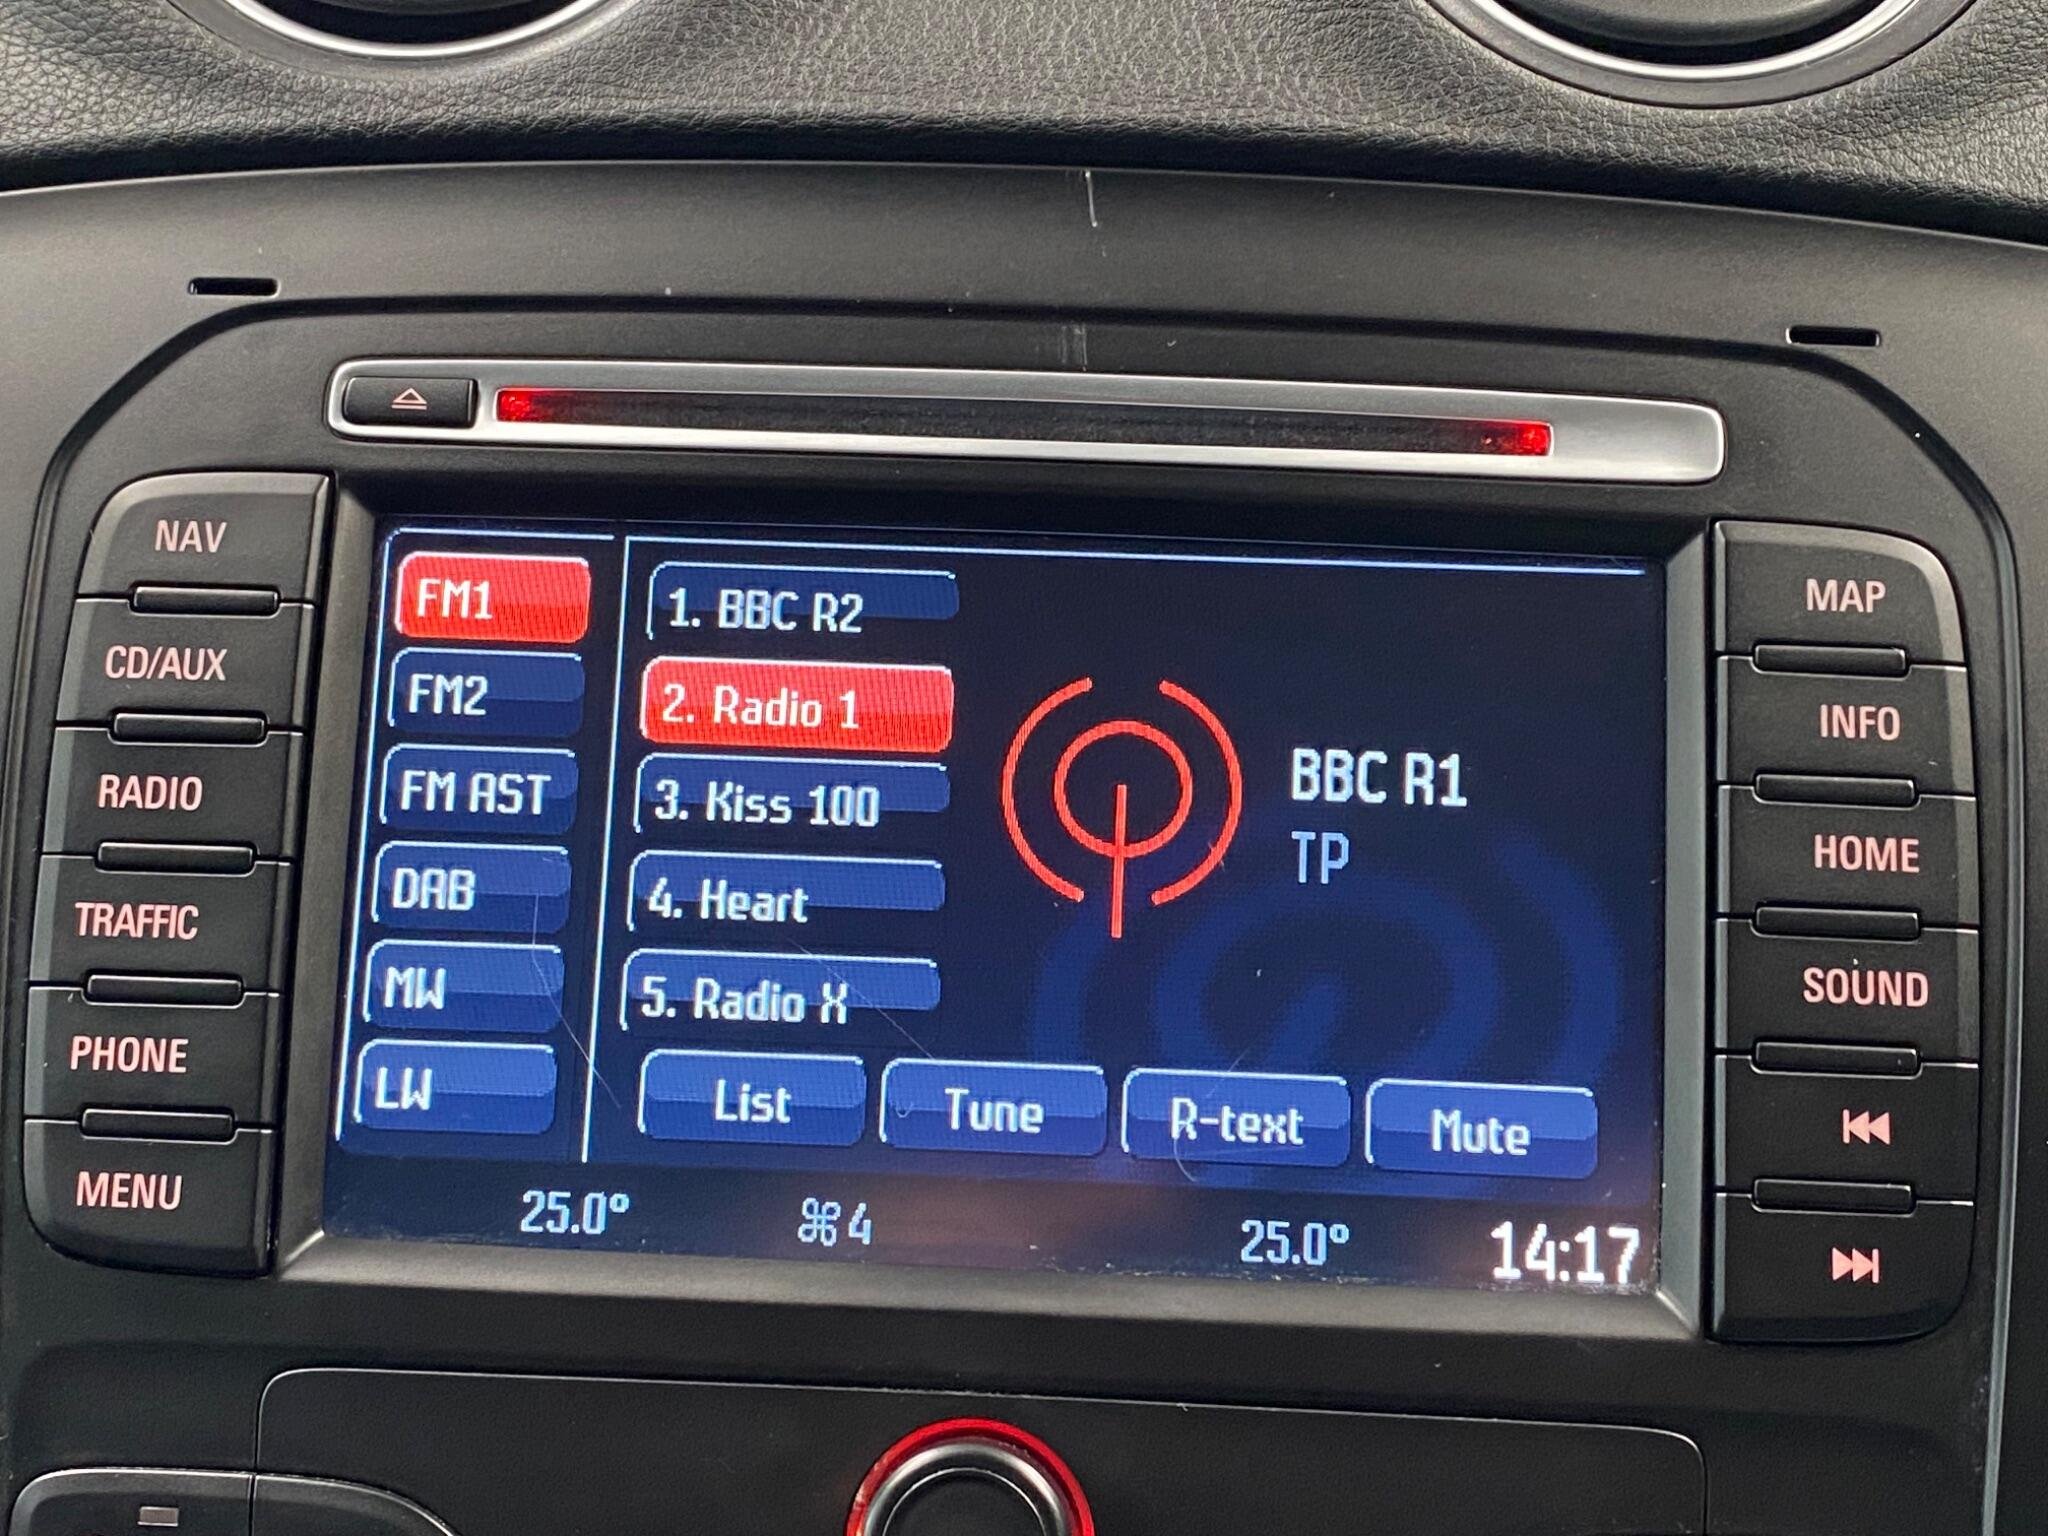 NAV
CD/AUX
RADIO
TRAFFIC
PHONE
MENU
FM1
FM2
FM AST
DAB
MW
LW
1. BBC R2
2. Radio 1
3. Kiss 100
4. Heart
5. Radio X
BBC R1
TP
List Tune R-text Mute
25.0° 4 25.0° 14:17
MAP
INFO
HOME
SOUND